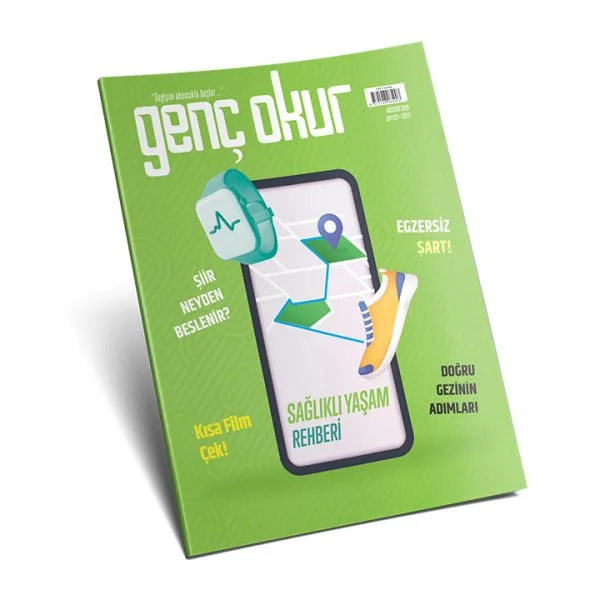 "Değişim okumakla başlar..."
genç okur
EGZERSİZ
ŞART!
ŞİİR
NEYDEN
BESLENİR?
DOĞRU
GEZİNİN
ADIMLARI
SAĞLIKLI YAŞAM
REHBERİ
Kısa Film
Çek!